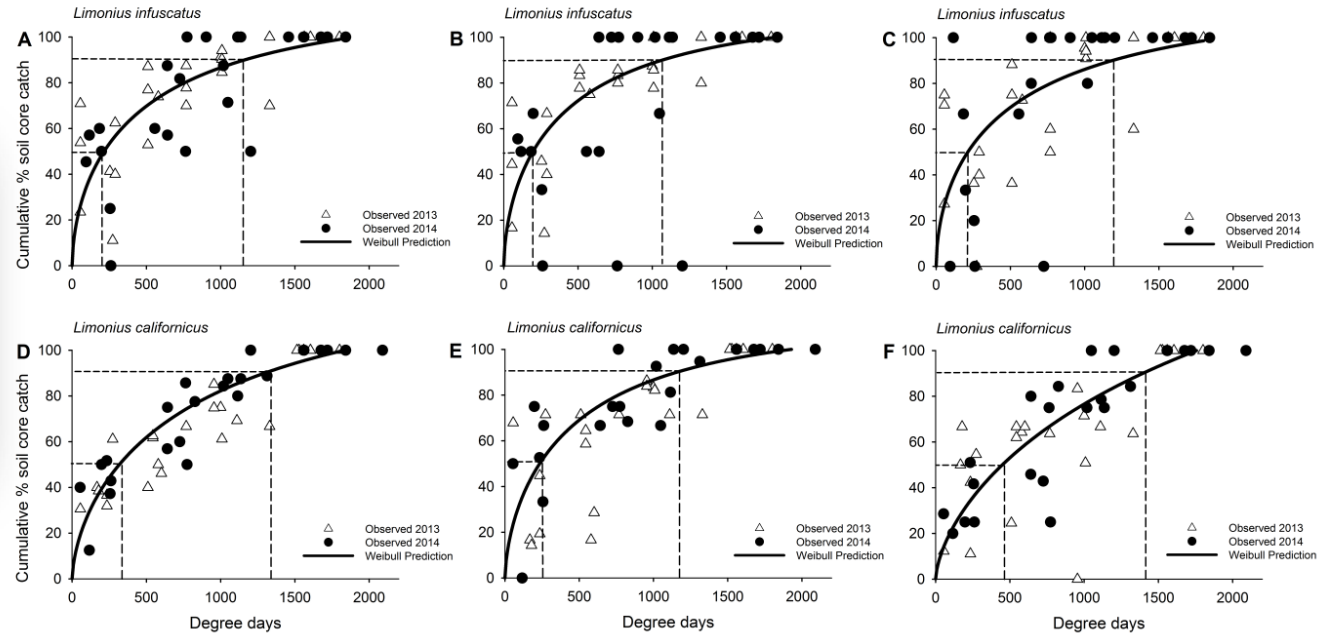 Limonius infuscatus
A
Cumulative % soil core catch
100
80
60
40
20
0
0 500 1000 1500 2000
Observed 2013
Observed 2014
Weibull Prediction
Limonius infuscatus
B
100
80
60
40
20
0
0 500 1000 1500 2000
Observed 2013
Observed 2014
Weibull Prediction
Limonius infuscatus
C
100
80
60
40
20
0
0 500 1000 1500 2000
Observed 2013
Observed 2014
Weibull Prediction
Limonius californicus
D
Cumulative % soil core catch
100
80
60
40
20
0
0 500 1000 1500 2000
Degree days
Observed 2013
Observed 2014
Weibull Prediction
Limonius californicus
E
100
80
60
40
20
0
0 500 1000 1500 2000
Degree days
Observed 2013
Observed 2014
Weibull Prediction
Limonius californicus
F
100
80
60
40
20
0
0 500 1000 1500 2000
Degree days
Observed 2013
Observed 2014
Weibull Prediction